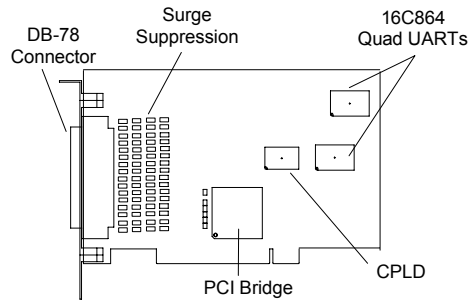 Surge
Suppression
DB-78
Connector
16C864
Quad UARTs
PCI Bridge
CPLD